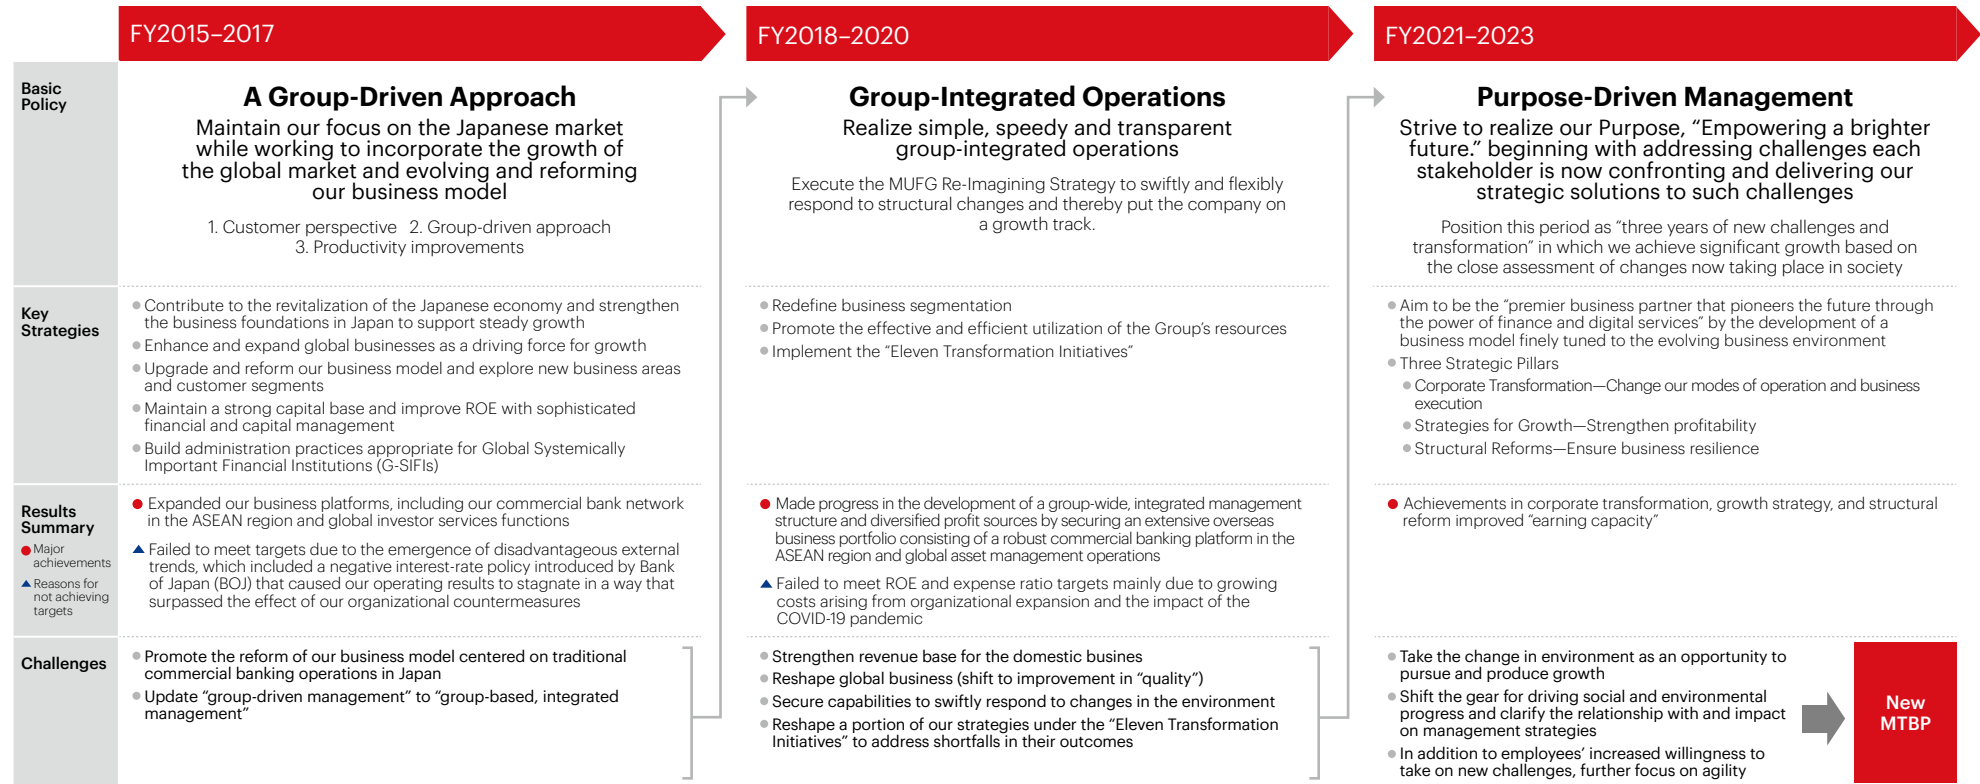 FY2015–2017
FY2018–2020
FY2021–2023
Basic
Policy
A Group-Driven Approach
Maintain our focus on the Japanese market
while working to incorporate the growth of
the global market and evolving and reforming
our business model
1. Customer perspective 2. Group-driven approach
3. Productivity improvements
Group-Integrated Operations
Realize simple, speedy and transparent
group-integrated operations
Execute the MUFG Re-Imagining Strategy to swiftly and flexibly
respond to structural changes and thereby put the company on
a growth track.
Purpose-Driven Management
Strive to realize our Purpose, “Empowering a brighter
future.” beginning with addressing challenges each
stakeholder is now confronting and delivering our
strategic solutions to such challenges
Position this period as “three years of new challenges and
transformation” in which we achieve significant growth based on
the close assessment of changes now taking place in society
Key
Strategies
Contribute to the revitalization of the Japanese economy and strengthen
the business foundations in Japan to support steady growth
Enhance and expand global businesses as a driving force for growth
Upgrade and reform our business model and explore new business areas
and customer segments
Maintain a strong capital base and improve ROE with sophisticated
financial and capital management
Build administration practices appropriate for Global Systemically
Important Financial Institutions (G-SIFIs)
Redefine business segmentation
Promote the effective and efficient utilization of the Group’s resources
Implement the “Eleven Transformation Initiatives”
Aim to be the “premier business partner that pioneers the future through
the power of finance and digital services” by the development of a
business model finely tuned to the evolving business environment
Three Strategic Pillars
Corporate Transformation—Change our modes of operation and business
execution
Strategies for Growth—Strengthen profitability
Structural Reforms—Ensure business resilience
Results
Summary
Major
achievements
Reasons for
not achieving
targets
Expanded our business platforms, including our commercial bank network
in the ASEAN region and global investor services functions
Failed to meet targets due to the emergence of disadvantageous external
trends, which included a negative interest-rate policy introduced by Bank
of Japan (BOJ) that caused our operating results to stagnate in a way that
surpassed the effect of our organizational countermeasures
Made progress in the development of a group-wide, integrated management
structure and diversified profit sources by securing an extensive overseas
business portfolio consisting of a robust commercial banking platform in the
ASEAN region and global asset management operations
Failed to meet ROE and expense ratio targets mainly due to growing
costs arising from organizational expansion and the impact of the
COVID-19 pandemic
Achievements in corporate transformation, growth strategy, and structural
reform improved “earning capacity”
Challenges
Promote the reform of our business model centered on traditional
commercial banking operations in Japan
Update “group-driven management” to “group-based, integrated
management”
Strengthen revenue base for the domestic busines
Reshape global business (shift to improvement in “quality”)
Secure capabilities to swiftly respond to changes in the environment
Reshape a portion of our strategies under the “Eleven Transformation
Initiatives” to address shortfalls in their outcomes
Take the change in environment as an opportunity to
pursue and produce growth
Shift the gear for driving social and environmental
progress and clarify the relationship with and impact
on management strategies
In addition to employees’ increased willingness to
take on new challenges, further focus on agility
New
MTBP